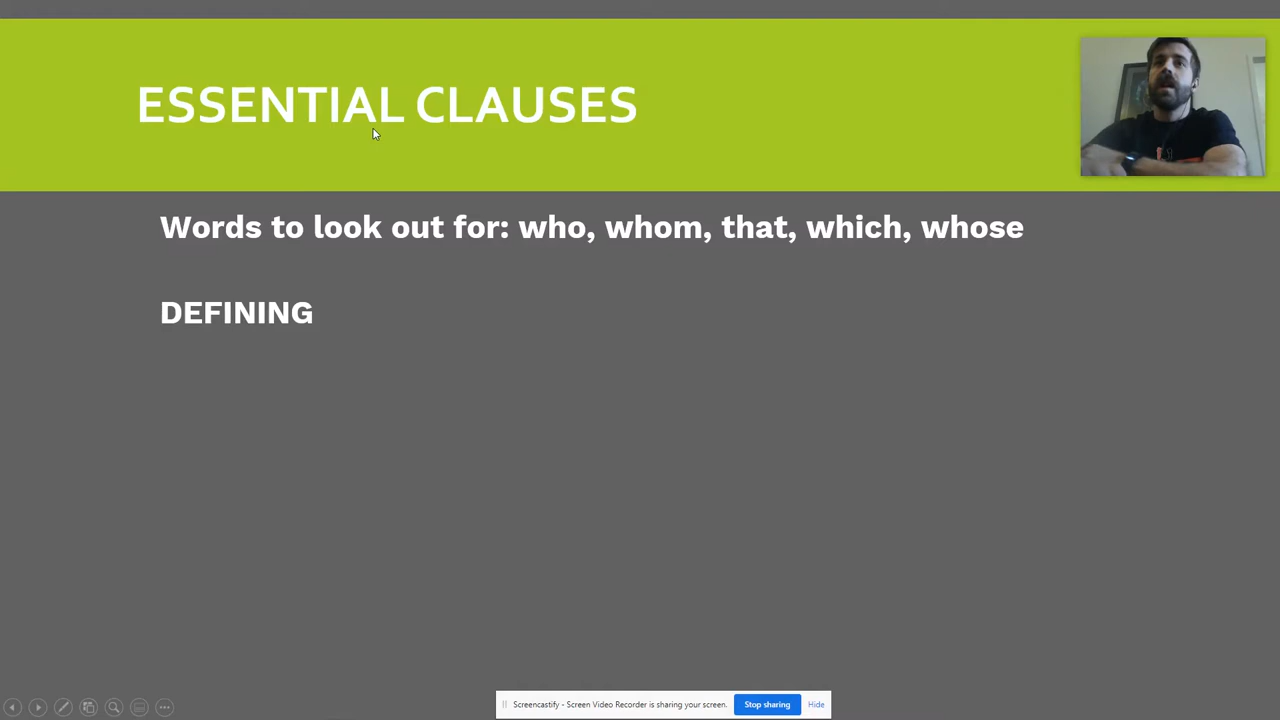 ESSENTIAL CLAUSES
Words to look out for: who, whom, that, which, whose
DEFINING
Screencastify - Screen Video Recorder is sharing your screen.
Stop sharing
Hide